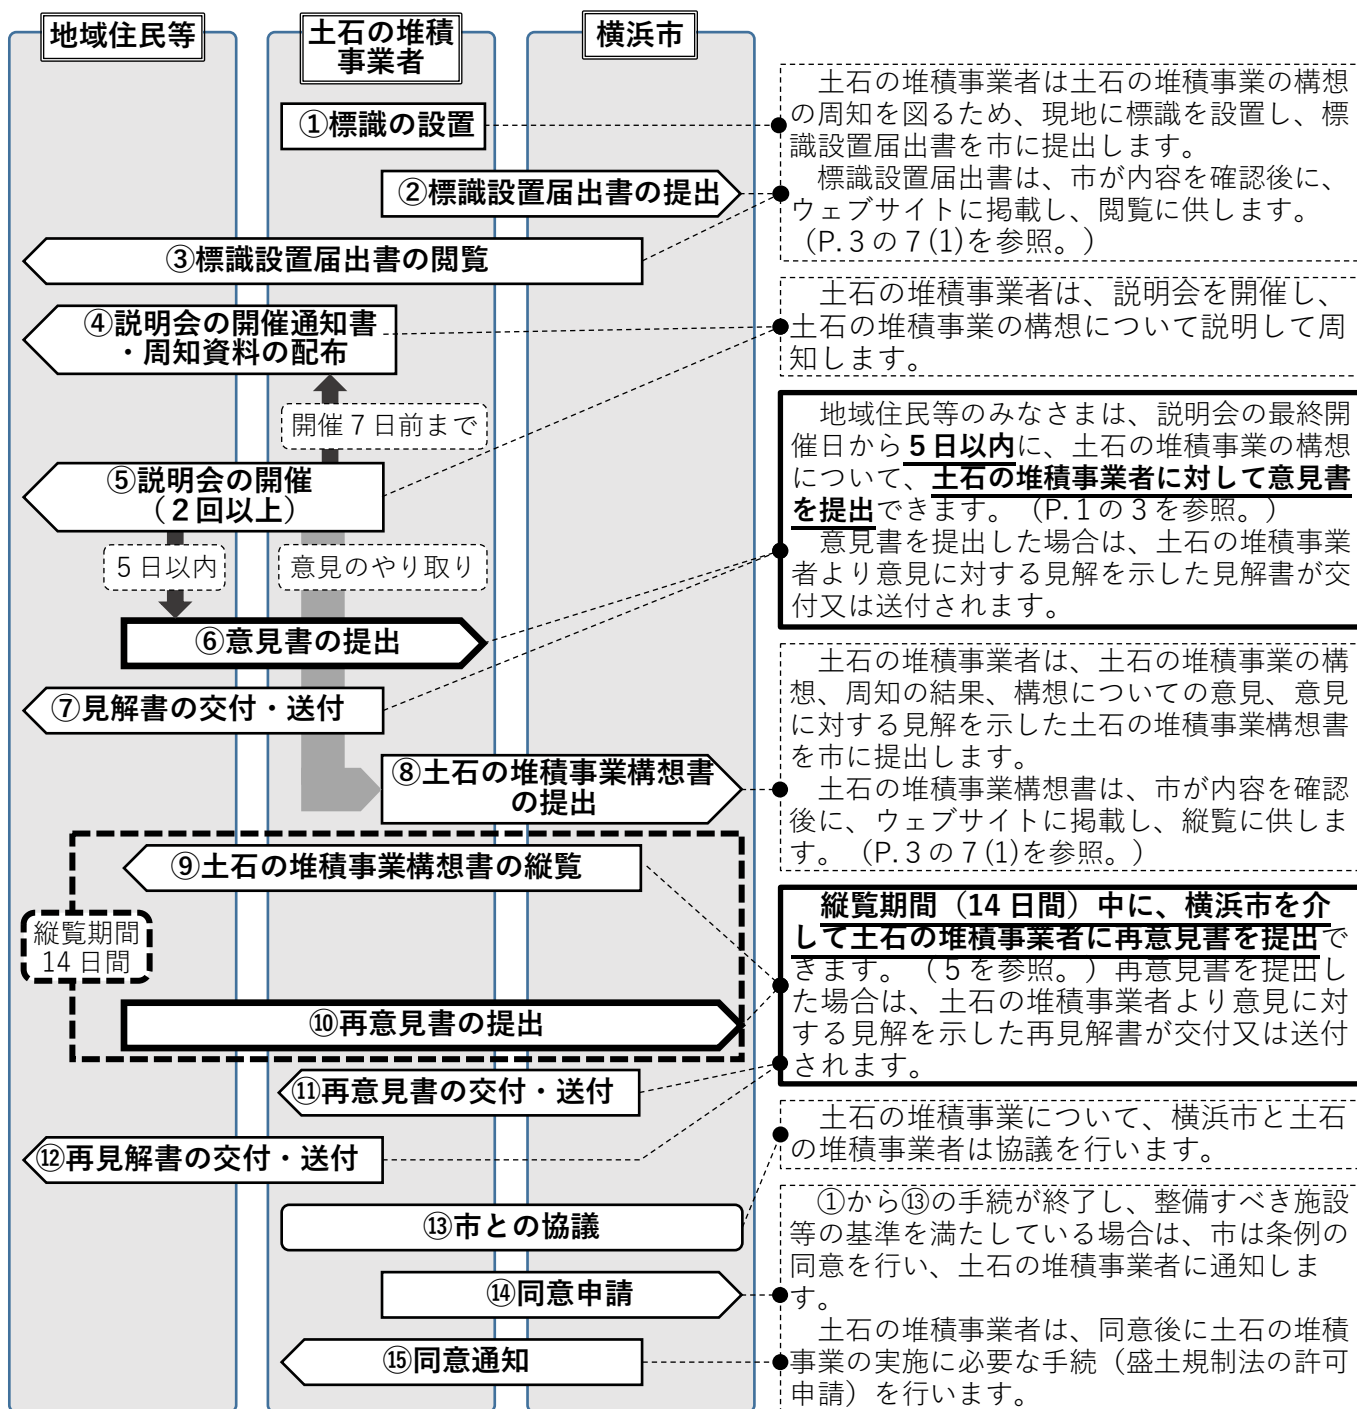 地域住民等
土石の堆積
事業者
横浜市
①標識の設置
②標識設置届出書の提出
③標識設置届出書の閲覧
④説明会の開催通知書
・周知資料の配布
開催７日前まで
⑤説明会の開催
（２回以上）
５日以内
意見のやり取り
⑥意見書の提出
⑦見解書の交付・送付
⑧土石の堆積事業構想書
の提出
⑨土石の堆積事業構想書の縦覧
縦覧期間
14日間
⑩再意見書の提出
⑪再意見書の交付・送付
⑫再見解書の交付・送付
⑬市との協議
⑭同意申請
⑮同意通知
土石の堆積事業者は土石の堆積事業の構想
の周知を図るため、現地に標識を設置し、標
識設置届出書を市に提出します。
標識設置届出書は、市が内容を確認後に、
ウェブサイトに掲載し、閲覧に供します。
（P.３の７(1)を参照。）
土石の堆積事業者は、説明会を開催し、
土石の堆積事業の構想について説明して周
知します。
地域住民等のみなさまは、説明会の最終開
催日から５日以内に、土石の堆積事業の構想
について、土石の堆積事業者に対して意見書
を提出できます。（P.１の３を参照。）
意見書を提出した場合は、土石の堆積事業
者より意見に対する見解を示した見解書が交
付又は送付されます。
土石の堆積事業者は、土石の堆積事業の構
想、周知の結果、構想についての意見、意見
に対する見解を示した土石の堆積事業構想書
を市に提出します。
土石の堆積事業構想書は、市が内容を確認
後に、ウェブサイトに掲載し、縦覧に供しま
す。（P.３の７(1)を参照。）
縦覧期間（14日間）中に、横浜市を介
して土石の堆積事業者に再意見書を提出で
きます。（５を参照。）再意見書を提出し
た場合は、土石の堆積事業者より意見に対
する見解を示した再見解書が交付又は送付
されます。
土石の堆積事業について、横浜市と土石
の堆積事業者は協議を行います。
①から⑬の手続が終了し、整備すべき施設
等の基準を満たしている場合は、市は条例の
同意を行い、土石の堆積事業者に通知しま
す。
土石の堆積事業者は、同意後に土石の堆積
事業の実施に必要な手続（盛土規制法の許可
申請）を行います。